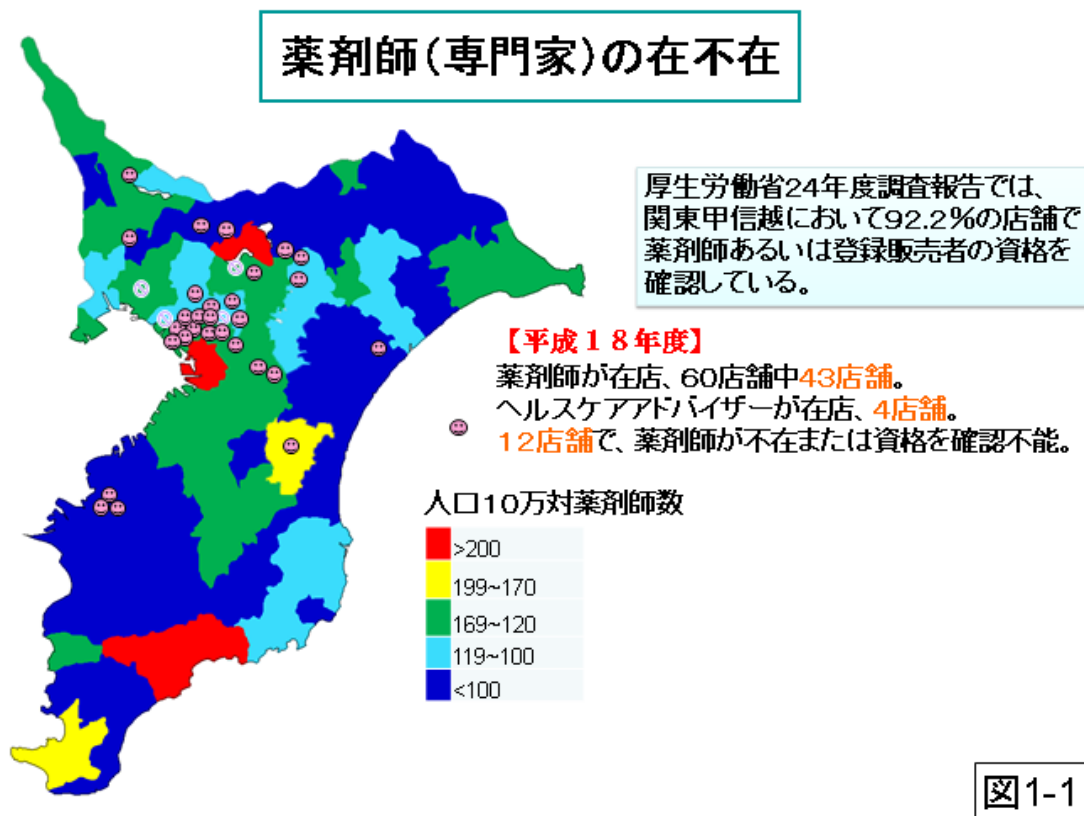 薬剤師(専門家)の在不在
厚生労働省24年度調査報告では、
関東甲信越において92.2%の店舗で
薬剤師あるいは登録販売者の資格を
確認している。
【平成18年度】
薬剤師が在店、60店舗中43店舗。
ヘルスケアアドバイザーが在店、4店舗。
12店舗で、薬剤師が不在または資格を確認不能。
人口10万対薬剤師数
>200
199~170
169~120
119~100
<100
図1-1